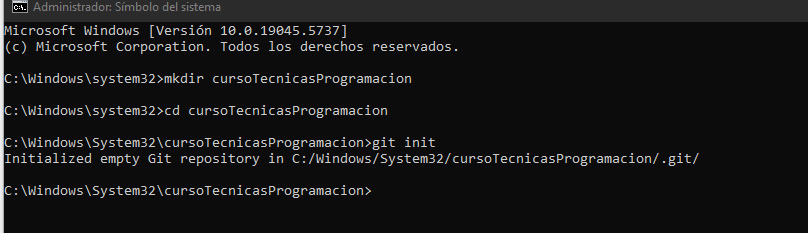 Administrador: Símbolo del sistema
Microsoft Windows [Versión 10.0.19045.5737]
(c) Microsoft Corporation. Todos los derechos reservados.
C:\Windows\system32>mkdir cursoTecnicasProgramacion
C:\Windows\system32>cd cursoTecnicasProgramacion
C:\Windows\System32\cursoTecnicasProgramacion>git init
Initialized empty Git repository in C:/Windows/System32/cursoTecnicasProgramacion/.git/
C:\Windows\System32\cursoTecnicasProgramacion>